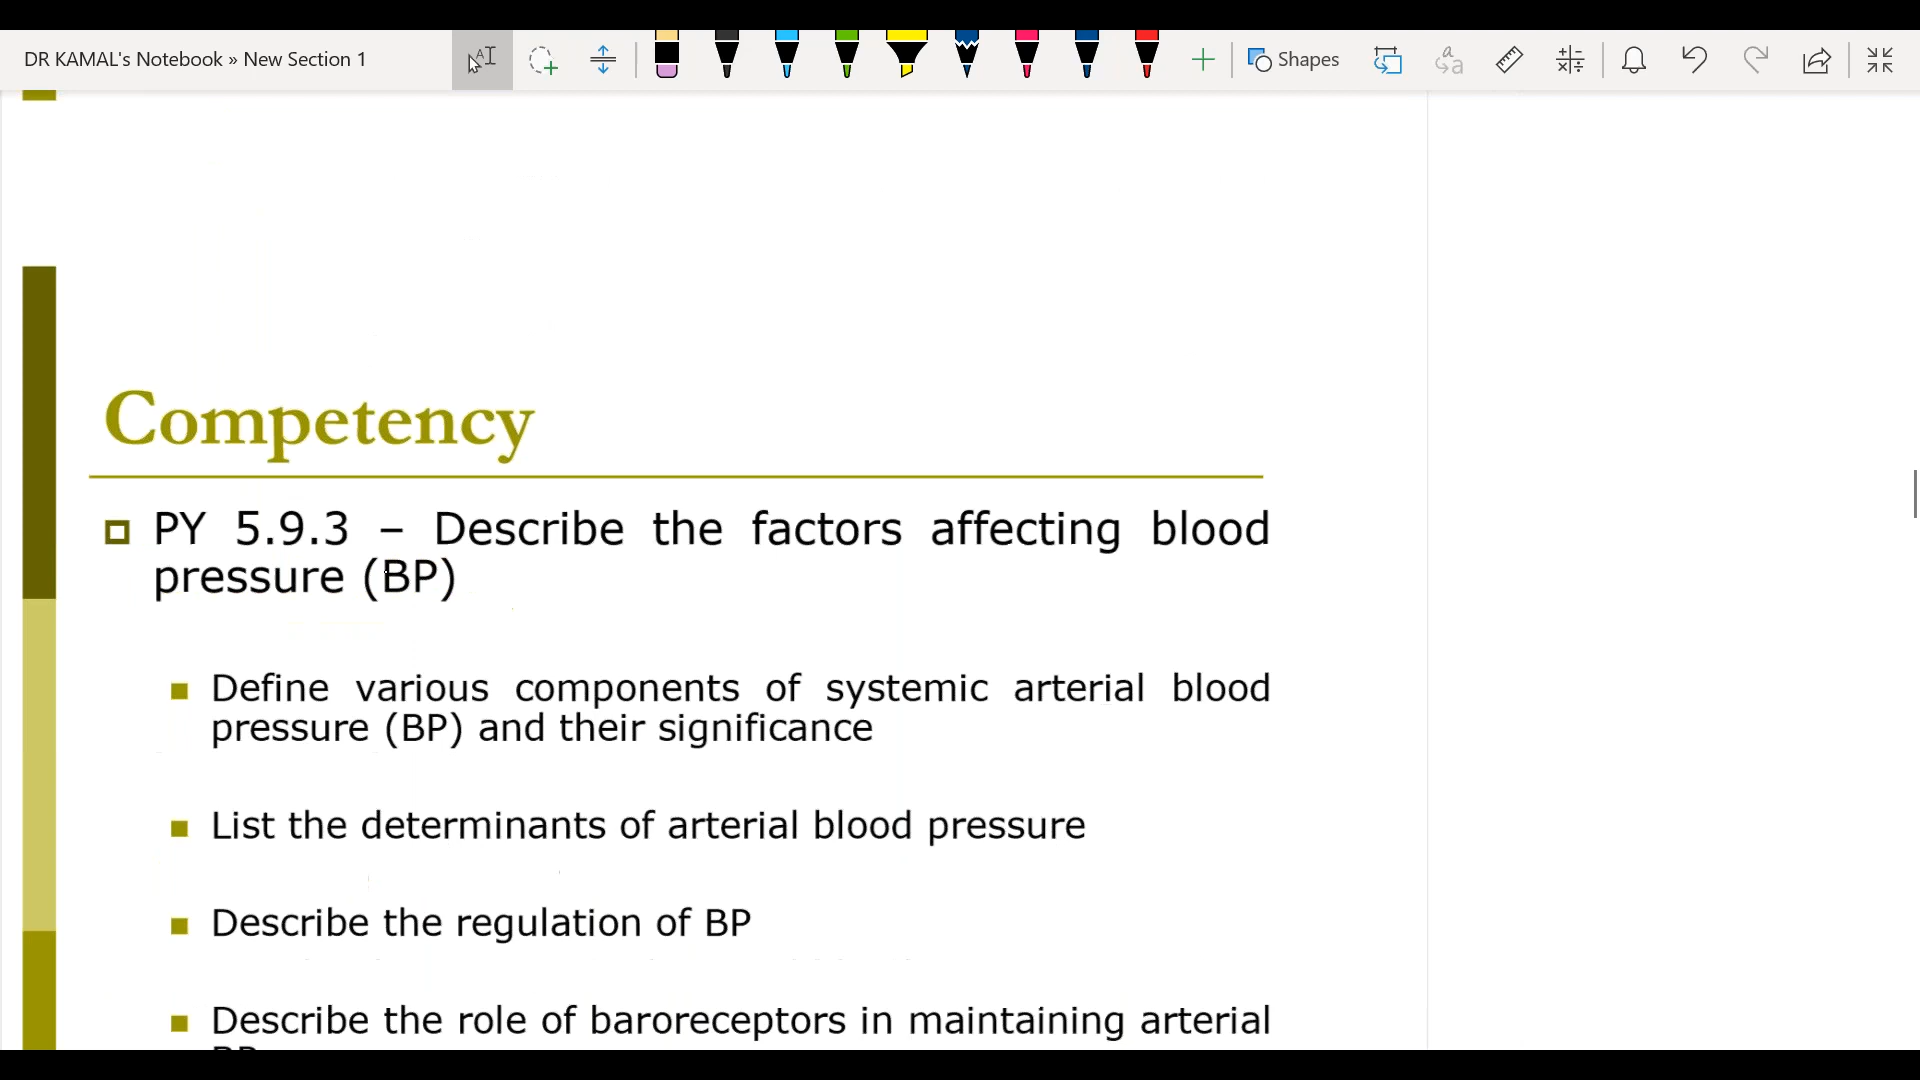 DR KAMAL's Notebook » New Section 1
Shapes
Competency
PY 5.9.3 – Describe the factors affecting blood
pressure (BP)
Define various components of systemic arterial blood
pressure (BP) and their significance
List the determinants of arterial blood pressure
Describe the regulation of BP
Describe the role of baroreceptors in maintaining arterial